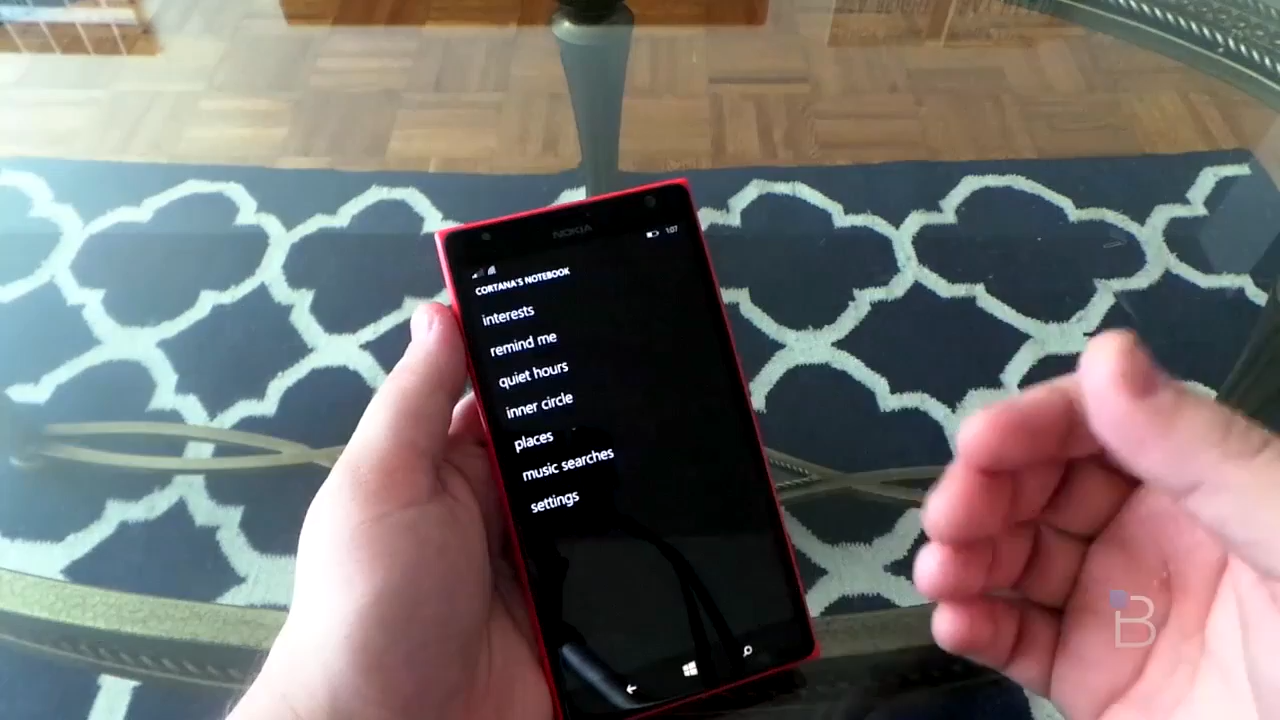 NOKIA
1:07
CORTANA'S NOTEBOOK
interests
remind me
quiet hours
inner circle
places
music searches
settings
B